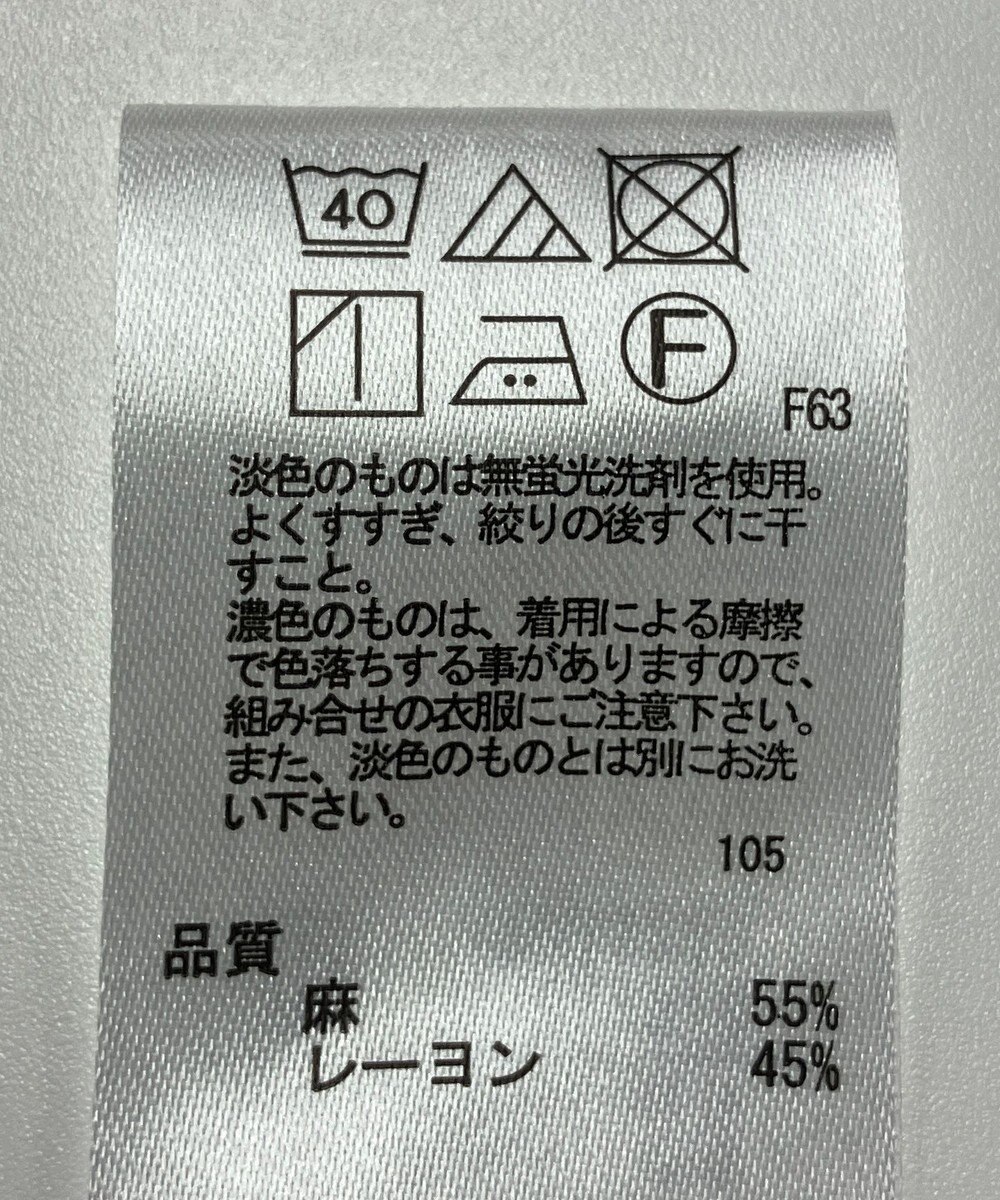 40
F
F63
淡色のものは無蛍光洗剤を使用。
よくすすぎ、絞りの後すぐに干
すこと。
濃色のものは、着用による摩擦
で色落ちする事がありますので、
組み合せの衣服にご注意下さい。
また、淡色のものとは別にお洗
い下さい。
105
品質
麻 55%
レーヨン 45%